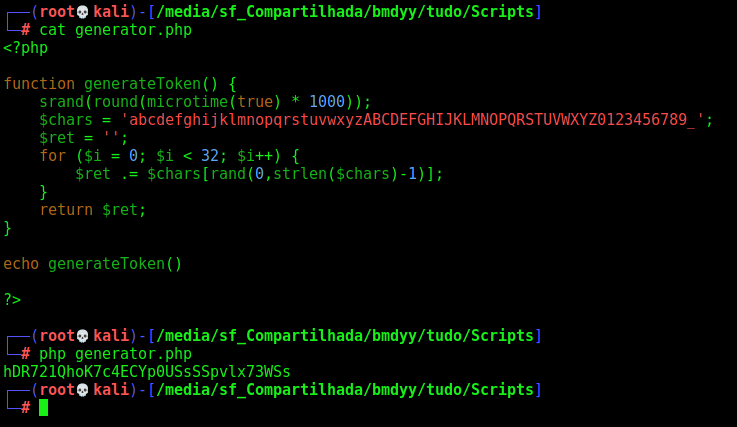 ┌──(root💀kali)-[/media/sf_Compartilhada/bmdyy/tudo/Scripts]
└─# cat generator.php
<?php

function generateToken() {
    srand(round(microtime(true) * 1000));
    $chars = 'abcdefghijklmnopqrstuvwxyzABCDEFGHIJKLMNOPQRSTUVWXYZ0123456789_';
    $ret = '';
    for ($i = 0; $i < 32; $i++) {
        $ret .= $chars[rand(0,strlen($chars)-1)];
    }
    return $ret;
}

echo generateToken()

?>

┌──(root💀kali)-[/media/sf_Compartilhada/bmdyy/tudo/Scripts]
└─# php generator.php
hDR721QhoK7c4ECYp0USsSSpvlx73WSs
┌──(root💀kali)-[/media/sf_Compartilhada/bmdyy/tudo/Scripts]
└─#